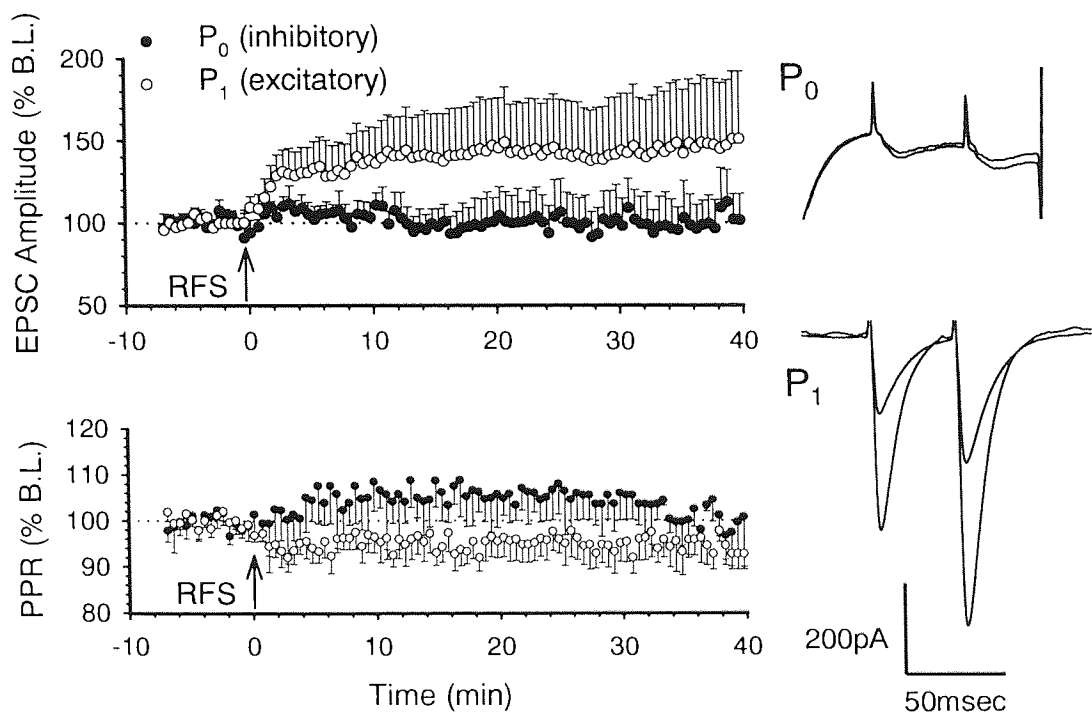 P0 (inhibitory)
P1 (excitatory)
EPSC Amplitude (% B.L.)
200
150
100
50
RFS
-10 0 10 20 30 40
P0
PPR (% B.L.)
120
110
100
90
80
RFS
-10 0 10 20 30 40
Time (min)
P1
200pA
50msec